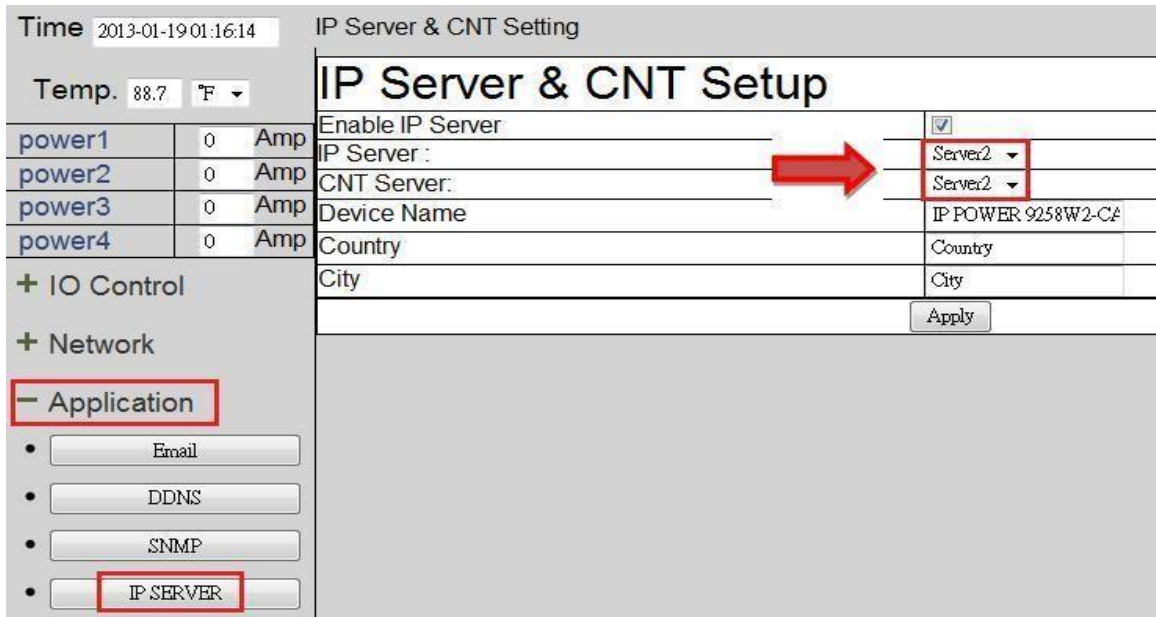 Time 2013-01-19 01:16:14
Temp. 88.7 °F
power1 0 Amp
power2 0 Amp
power3 0 Amp
power4 0 Amp
+ IO Control
+ Network
− Application
Email
DDNS
SNMP
IP SERVER
IP Server & CNT Setting
IP Server & CNT Setup
Enable IP Server
IP Server : Server2
CNT Server: Server2
Device Name IP POWER 9258W2-CA
Country Country
City City
Apply